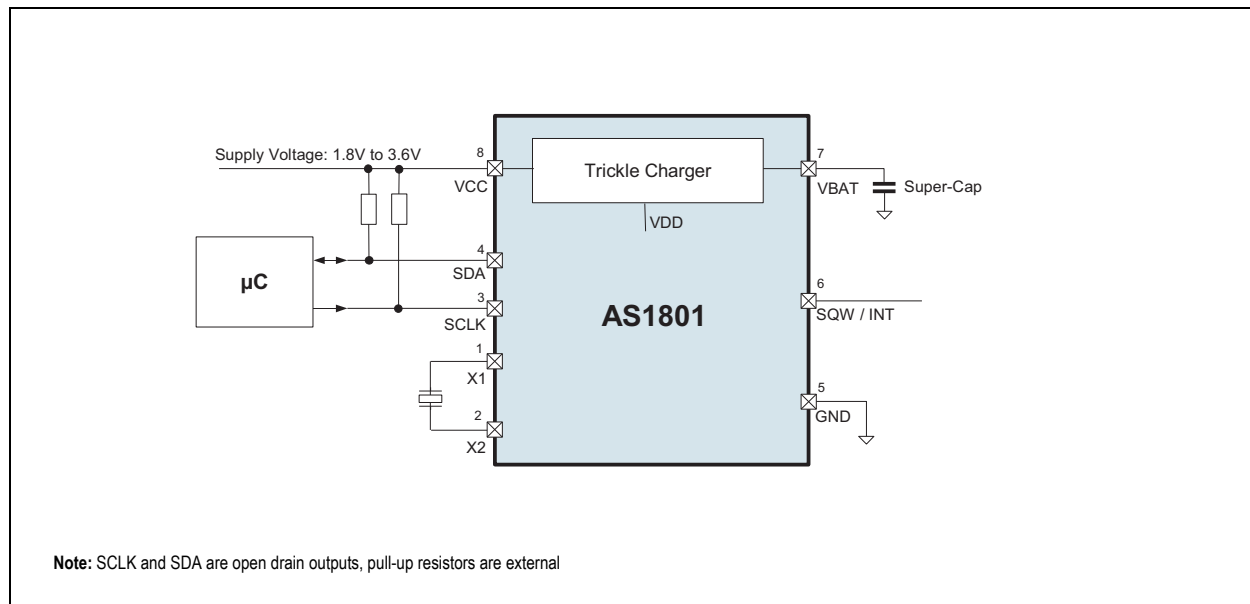 Supply Voltage: 1.8V to 3.6V
8
VCC
Trickle Charger
VDD
7
VBAT
Super-Cap
µC
4
SDA
3
SCLK
AS1801
6
SQW / INT
1
X1
2
X2
5
GND
Note: SCLK and SDA are open drain outputs, pull-up resistors are external